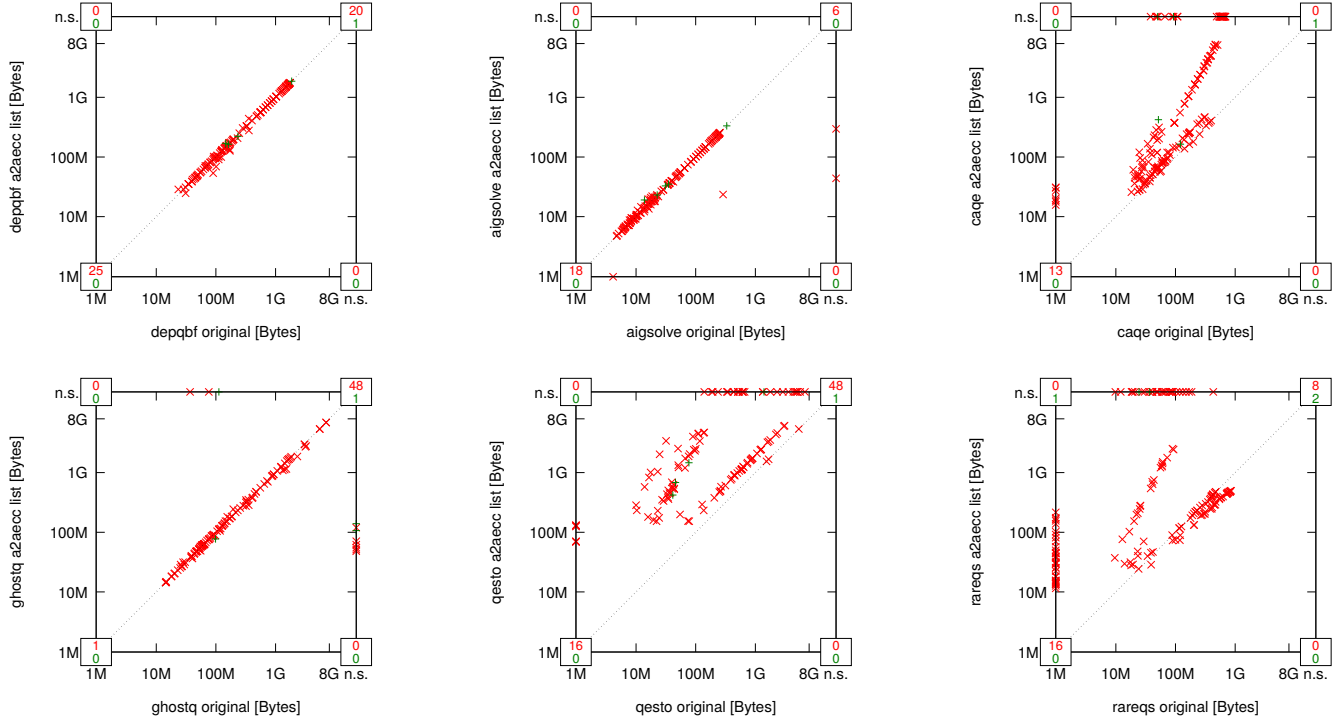 0
0
20
1
n.s.
8G
1G
100M
10M
1M
25
0
0
0
1M 10M 100M 1G 8G n.s.
depqbf a2aecc list [Bytes]
depqbf original [Bytes]
0
0
6
0
n.s.
8G
1G
100M
10M
1M
18
0
0
0
1M 10M 100M 1G 8G n.s.
aigsolve a2aecc list [Bytes]
aigsolve original [Bytes]
0
0
0
1
n.s.
8G
1G
100M
10M
1M
13
0
0
0
1M 10M 100M 1G 8G n.s.
caqe a2aecc list [Bytes]
caqe original [Bytes]
0
0
48
1
n.s.
8G
1G
100M
10M
1M
1
0
0
0
1M 10M 100M 1G 8G n.s.
ghostq a2aecc list [Bytes]
ghostq original [Bytes]
0
0
48
1
n.s.
8G
1G
100M
10M
1M
16
0
0
0
1M 10M 100M 1G 8G n.s.
qesto a2aecc list [Bytes]
qesto original [Bytes]
0
1
8
2
n.s.
8G
1G
100M
10M
1M
16
0
0
0
1M 10M 100M 1G 8G n.s.
rareqs a2aecc list [Bytes]
rareqs original [Bytes]